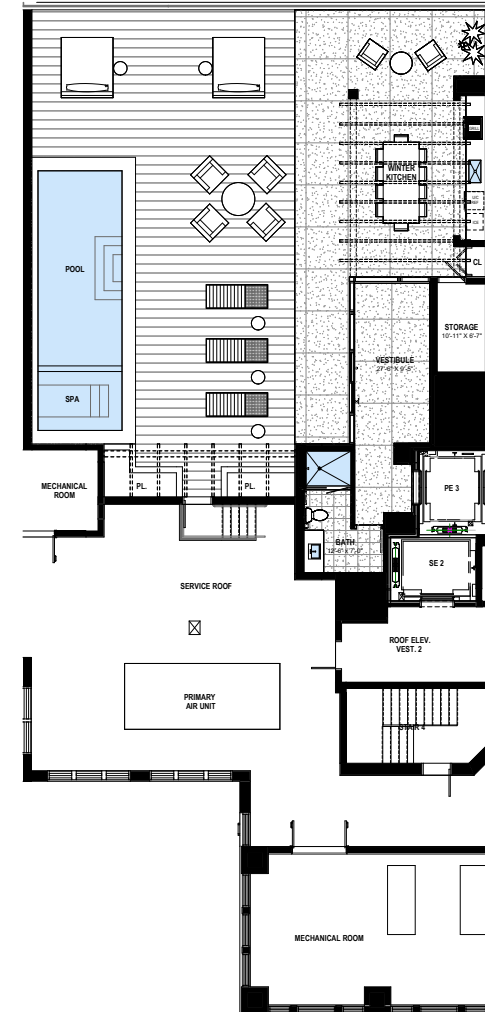 WINTER
KITCHEN
POOL
CL
STORAGE
10'-11" X 6'-7"
VESTIBULE
27'-6" X 9'-5"
SPA
MECHANICAL
ROOM
PL.
PL.
PE 3
BATH
12'-6" X 7'-0"
SE 2
SERVICE ROOF
ROOF ELEV.
VEST. 2
PRIMARY
AIR UNIT
STAIR 4
MECHANICAL ROOM